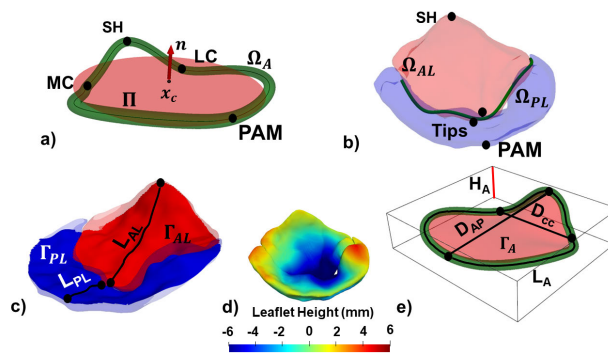 SH
n
LC
Ω_A
MC
Π
x_c
PAM
a)
SH
Ω_AL
Ω_PL
Tips
PAM
b)
Γ_PL
L_AL
Γ_AL
L_PL
c)
d)
Leaflet Height (mm)
-6 -4 -2 0 2 4 6
H_A
D_AP
D_cc
Γ_A
L_A
e)